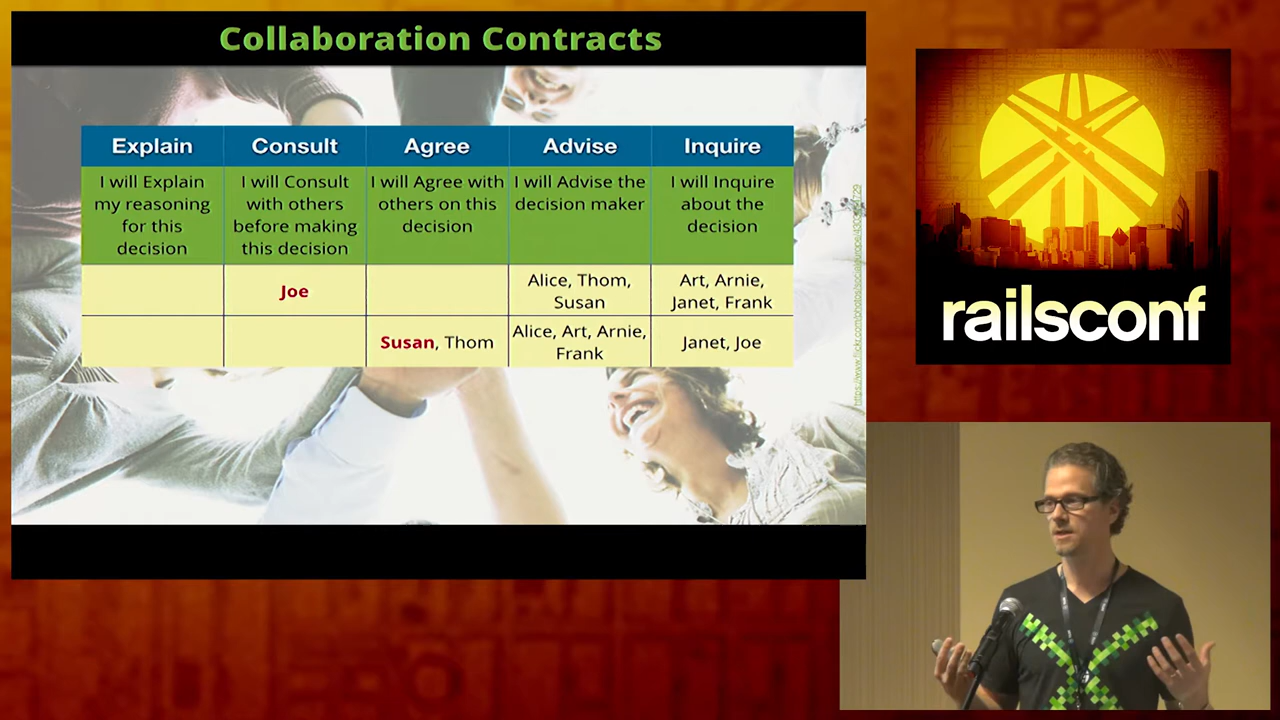 Collaboration Contracts
Explain
Consult
Agree
Advise
Inquire
I will Explain
my reasoning
for this
decision
I will Consult
with others
before making
this decision
I will Agree with
others on this
decision
I will Advise the
decision maker
I will Inquire
about the
decision
Joe
Alice, Thom,
Susan
Art, Arnie,
Janet, Frank
Susan, Thom
Alice, Art, Arnie,
Frank
Janet, Joe
railsconf